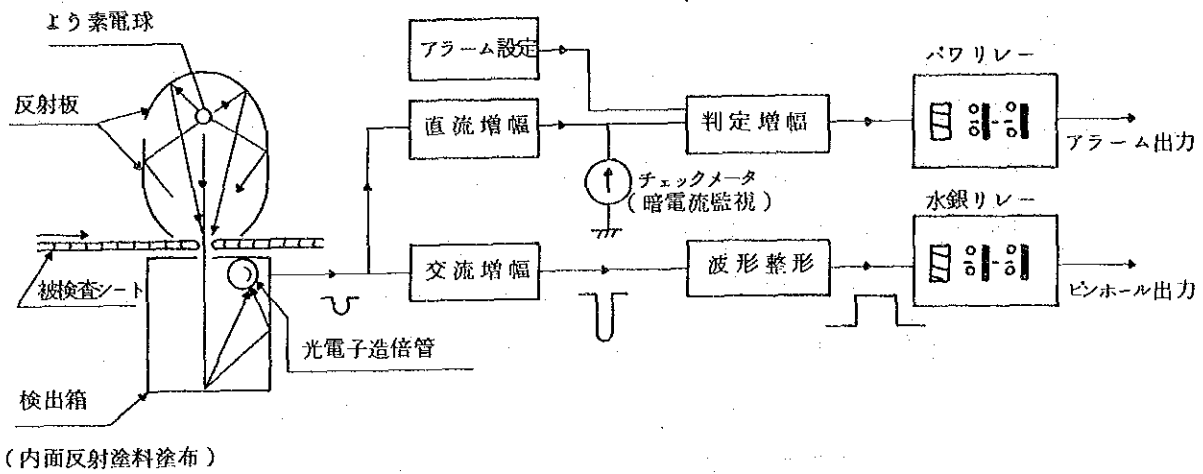 よう素電球
反射板
被検査シート
検出箱
(内面反射塗料塗布)
光電子造倍管
アラーム設定
直流増幅
チェックメータ
(暗電流監視)
交流増幅
判定増幅
波形整形
パワリレー
アラーム出力
水銀リレー
ピンホール出力